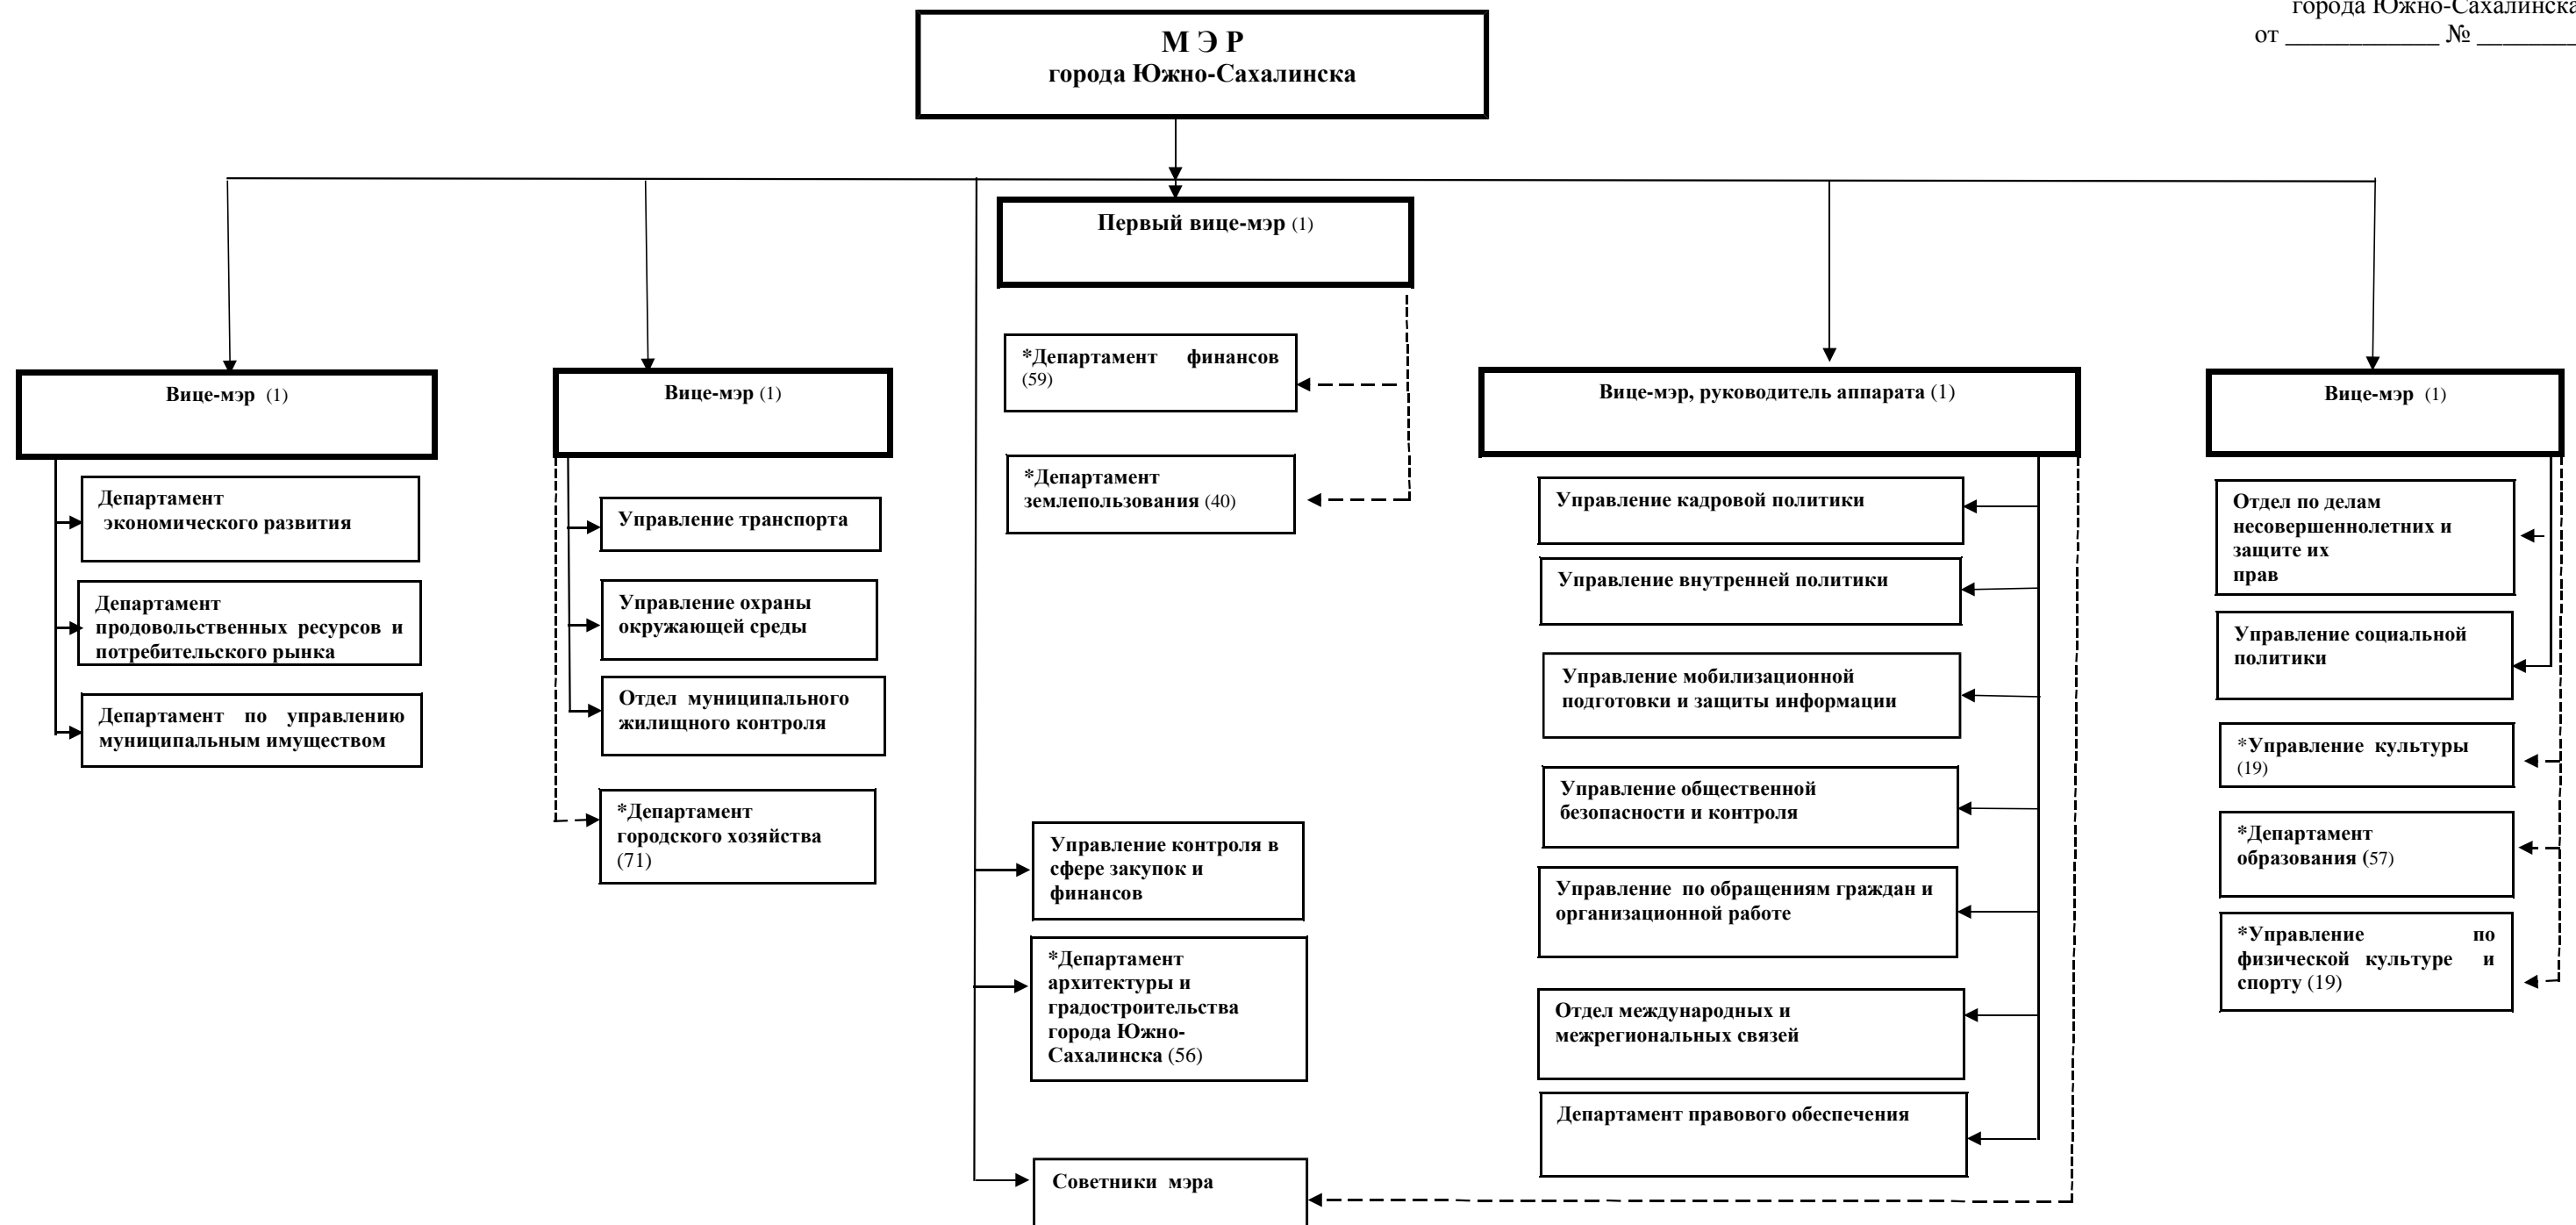 города Южно-Сахалинска
от ____________ № ________
М Э Р
города Южно-Сахалинска
Первый вице-мэр (1)
*Департамент финансов
(59)
*Департамент
землепользования (40)
Вице-мэр (1)
Департамент
экономического развития
Департамент
продовольственных ресурсов и
потребительского рынка
Департамент по управлению
муниципальным имуществом
Вице-мэр (1)
Управление транспорта
Управление охраны
окружающей среды
Отдел муниципального
жилищного контроля
*Департамент
городского хозяйства
(71)
Управление контроля в
сфере закупок и
финансов
*Департамент
архитектуры и
градостроительства
города Южно-
Сахалинска (56)
Советники мэра
Вице-мэр, руководитель аппарата (1)
Управление кадровой политики
Управление внутренней политики
Управление мобилизационной
подготовки и защиты информации
Управление общественной
безопасности и контроля
Управление по обращениям граждан и
организационной работе
Отдел международных и
межрегиональных связей
Департамент правового обеспечения
Вице-мэр (1)
Отдел по делам
несовершеннолетних и
защите их
прав
Управление социальной
политики
*Управление культуры
(19)
*Департамент
образования (57)
*Управление по
физической культуре и
спорту (19)